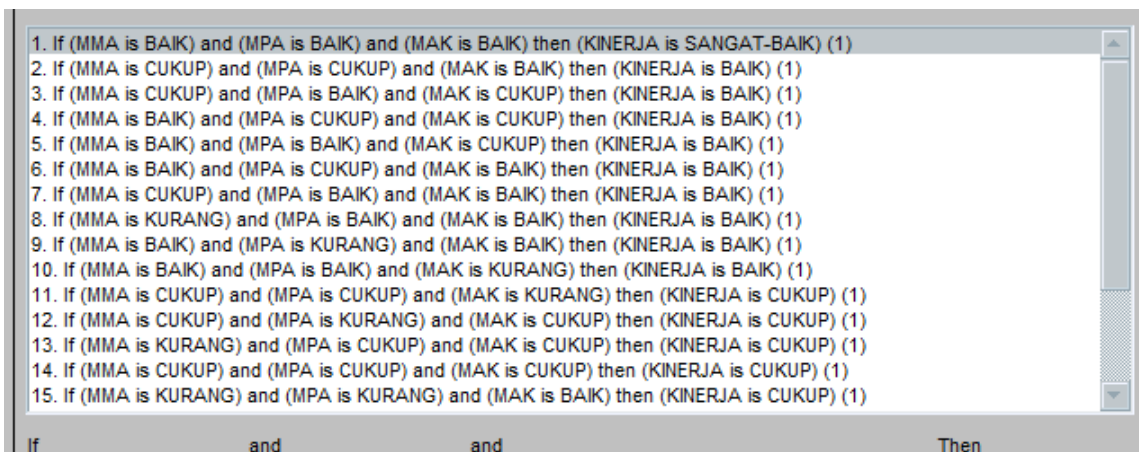 1. If (MMA is BAIK) and (MPA is BAIK) and (MAK is BAIK) then (KINERJA is SANGAT-BAIK) (1)
2. If (MMA is CUKUP) and (MPA is CUKUP) and (MAK is BAIK) then (KINERJA is BAIK) (1)
3. If (MMA is CUKUP) and (MPA is BAIK) and (MAK is CUKUP) then (KINERJA is BAIK) (1)
4. If (MMA is BAIK) and (MPA is CUKUP) and (MAK is CUKUP) then (KINERJA is BAIK) (1)
5. If (MMA is BAIK) and (MPA is BAIK) and (MAK is CUKUP) then (KINERJA is BAIK) (1)
6. If (MMA is BAIK) and (MPA is CUKUP) and (MAK is BAIK) then (KINERJA is BAIK) (1)
7. If (MMA is CUKUP) and (MPA is BAIK) and (MAK is BAIK) then (KINERJA is BAIK) (1)
8. If (MMA is KURANG) and (MPA is BAIK) and (MAK is BAIK) then (KINERJA is BAIK) (1)
9. If (MMA is BAIK) and (MPA is KURANG) and (MAK is BAIK) then (KINERJA is BAIK) (1)
10. If (MMA is BAIK) and (MPA is BAIK) and (MAK is KURANG) then (KINERJA is BAIK) (1)
11. If (MMA is CUKUP) and (MPA is CUKUP) and (MAK is KURANG) then (KINERJA is CUKUP) (1)
12. If (MMA is CUKUP) and (MPA is KURANG) and (MAK is CUKUP) then (KINERJA is CUKUP) (1)
13. If (MMA is KURANG) and (MPA is CUKUP) and (MAK is CUKUP) then (KINERJA is CUKUP) (1)
14. If (MMA is CUKUP) and (MPA is CUKUP) and (MAK is CUKUP) then (KINERJA is CUKUP) (1)
15. If (MMA is KURANG) and (MPA is KURANG) and (MAK is BAIK) then (KINERJA is CUKUP) (1)
If and and Then